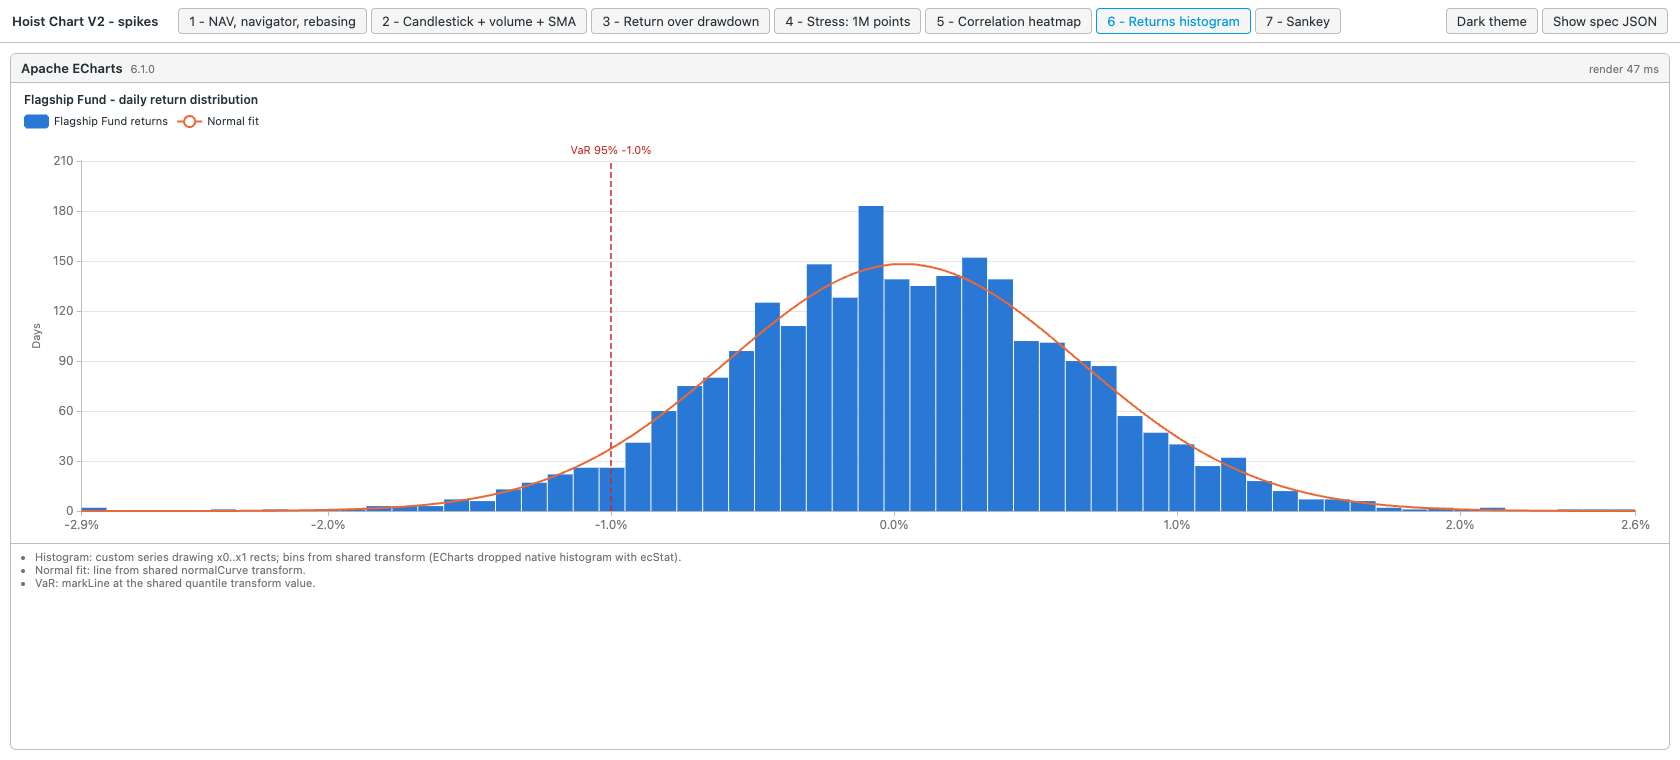 Hoist Chart V2 - spikes
1 - NAV, navigator, rebasing
2 - Candlestick + volume + SMA
3 - Return over drawdown
4 - Stress: 1M points
5 - Correlation heatmap
6 - Returns histogram
7 - Sankey
Dark theme
Show spec JSON
Apache ECharts 6.1.0
render 47 ms
Flagship Fund - daily return distribution
Flagship Fund returns
Normal fit
VaR 95% -1.0%
210
180
150
120
90
60
30
0
Days
-2.9%
-2.0%
-1.0%
0.0%
1.0%
2.0%
2.6%
• Histogram: custom series drawing x0..x1 rects; bins from shared transform (ECharts dropped native histogram with ecStat).
• Normal fit: line from shared normalCurve transform.
• VaR: markLine at the shared quantile transform value.